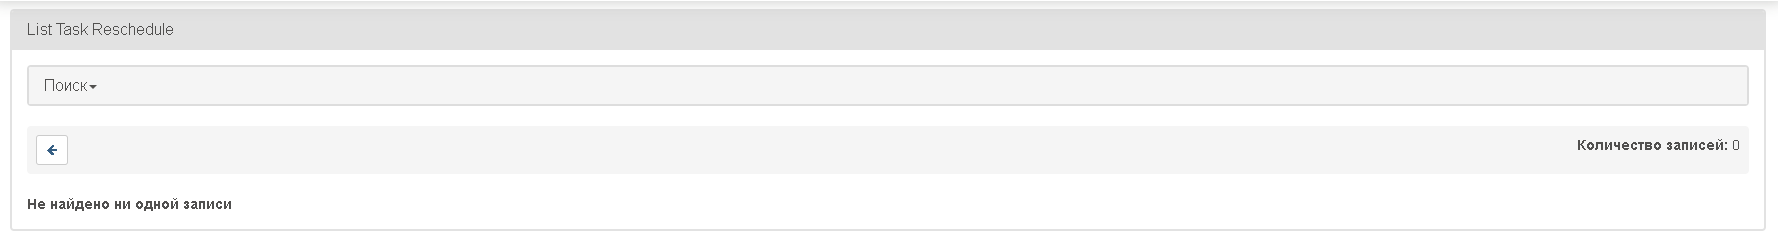 List Task Reschedule
Поиск
Количество записей: 0
Не найдено ни одной записи